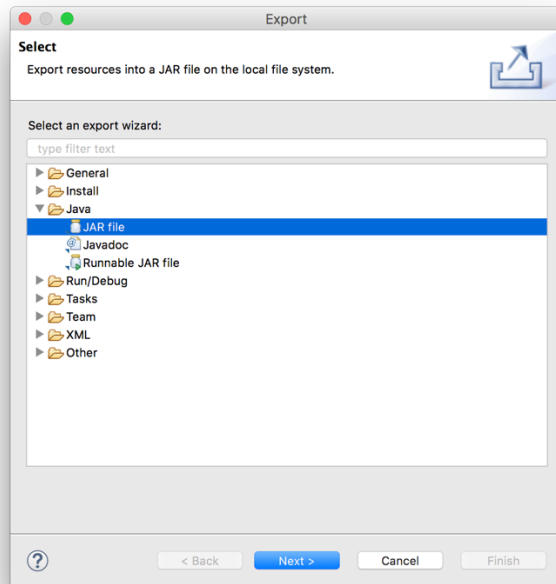 Export
Select
Export resources into a JAR file on the local file system.
Select an export wizard:
type filter text
General
Install
Java
JAR file
Javadoc
Runnable JAR file
Run/Debug
Tasks
Team
XML
Other
? < Back Next > Cancel Finish